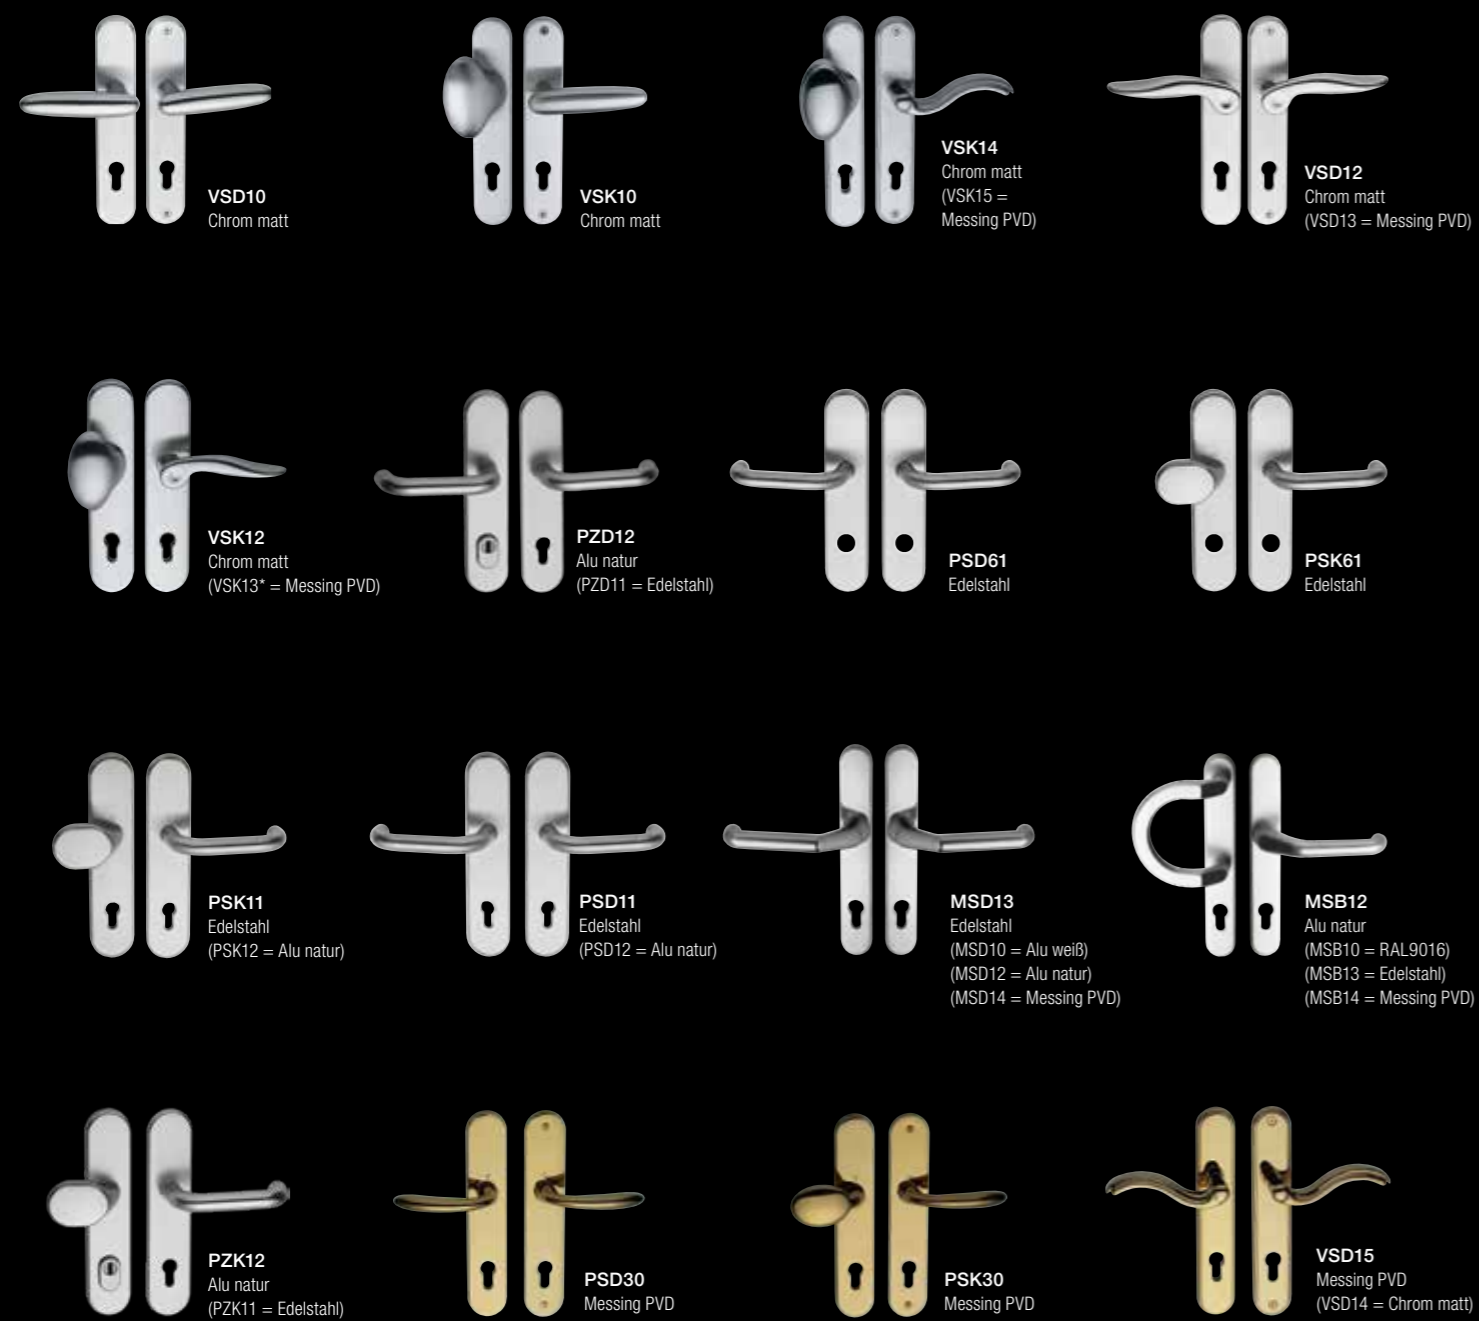 VSD10
Chrom matt
VSK10
Chrom matt
VSK14
Chrom matt
(VSK15 =
Messing PVD)
VSD12
Chrom matt
(VSD13 = Messing PVD)
VSK12
Chrom matt
(VSK13* = Messing PVD)
PZD12
Alu natur
(PZD11 = Edelstahl)
PSD61
Edelstahl
PSK61
Edelstahl
PSK11
Edelstahl
(PSK12 = Alu natur)
PSD11
Edelstahl
(PSD12 = Alu natur)
MSD13
Edelstahl
(MSD10 = Alu weiß)
(MSD12 = Alu natur)
(MSD14 = Messing PVD)
MSB12
Alu natur
(MSB10 = RAL9016)
(MSB13 = Edelstahl)
(MSB14 = Messing PVD)
PZK12
Alu natur
(PZK11 = Edelstahl)
PSD30
Messing PVD
PSK30
Messing PVD
VSD15
Messing PVD
(VSD14 = Chrom matt)